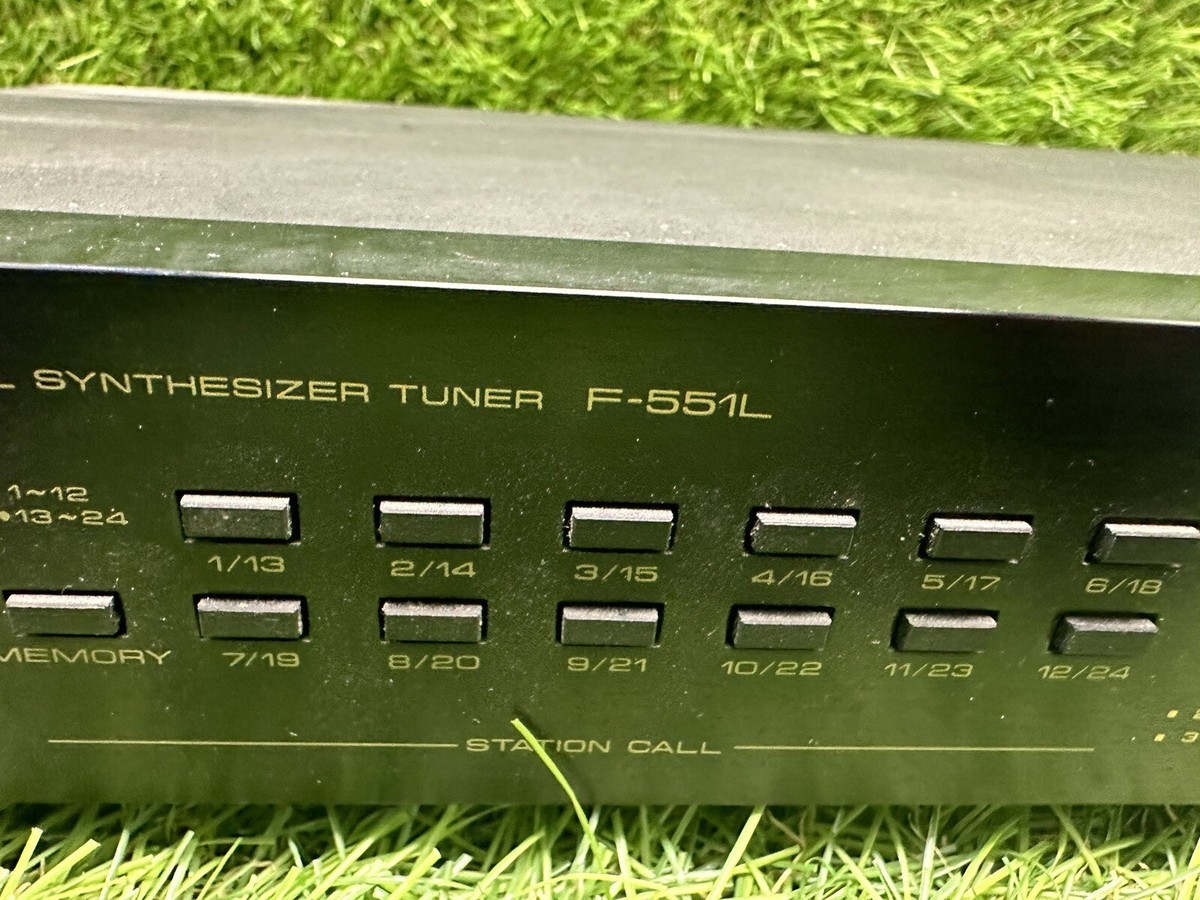 SYNTHESIZER TUNER F-551L
1~12
•13~24
1/13 2/14 3/15 4/16 5/17 6/18
MEMORY 7/19 8/20 9/21 10/22 11/23 12/24
STATION CALL
3